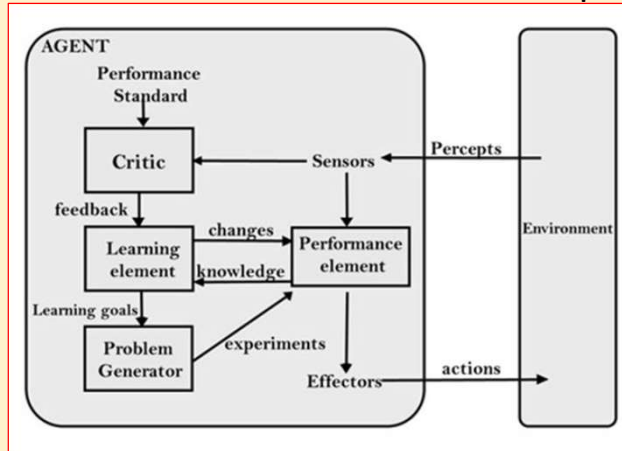 AGENT
Performance
Standard
Critic
Sensors
Percepts
feedback
changes
Learning
element
knowledge
Performance
element
Environment
Learning goals
Problem
Generator
experiments
Effectors
actions